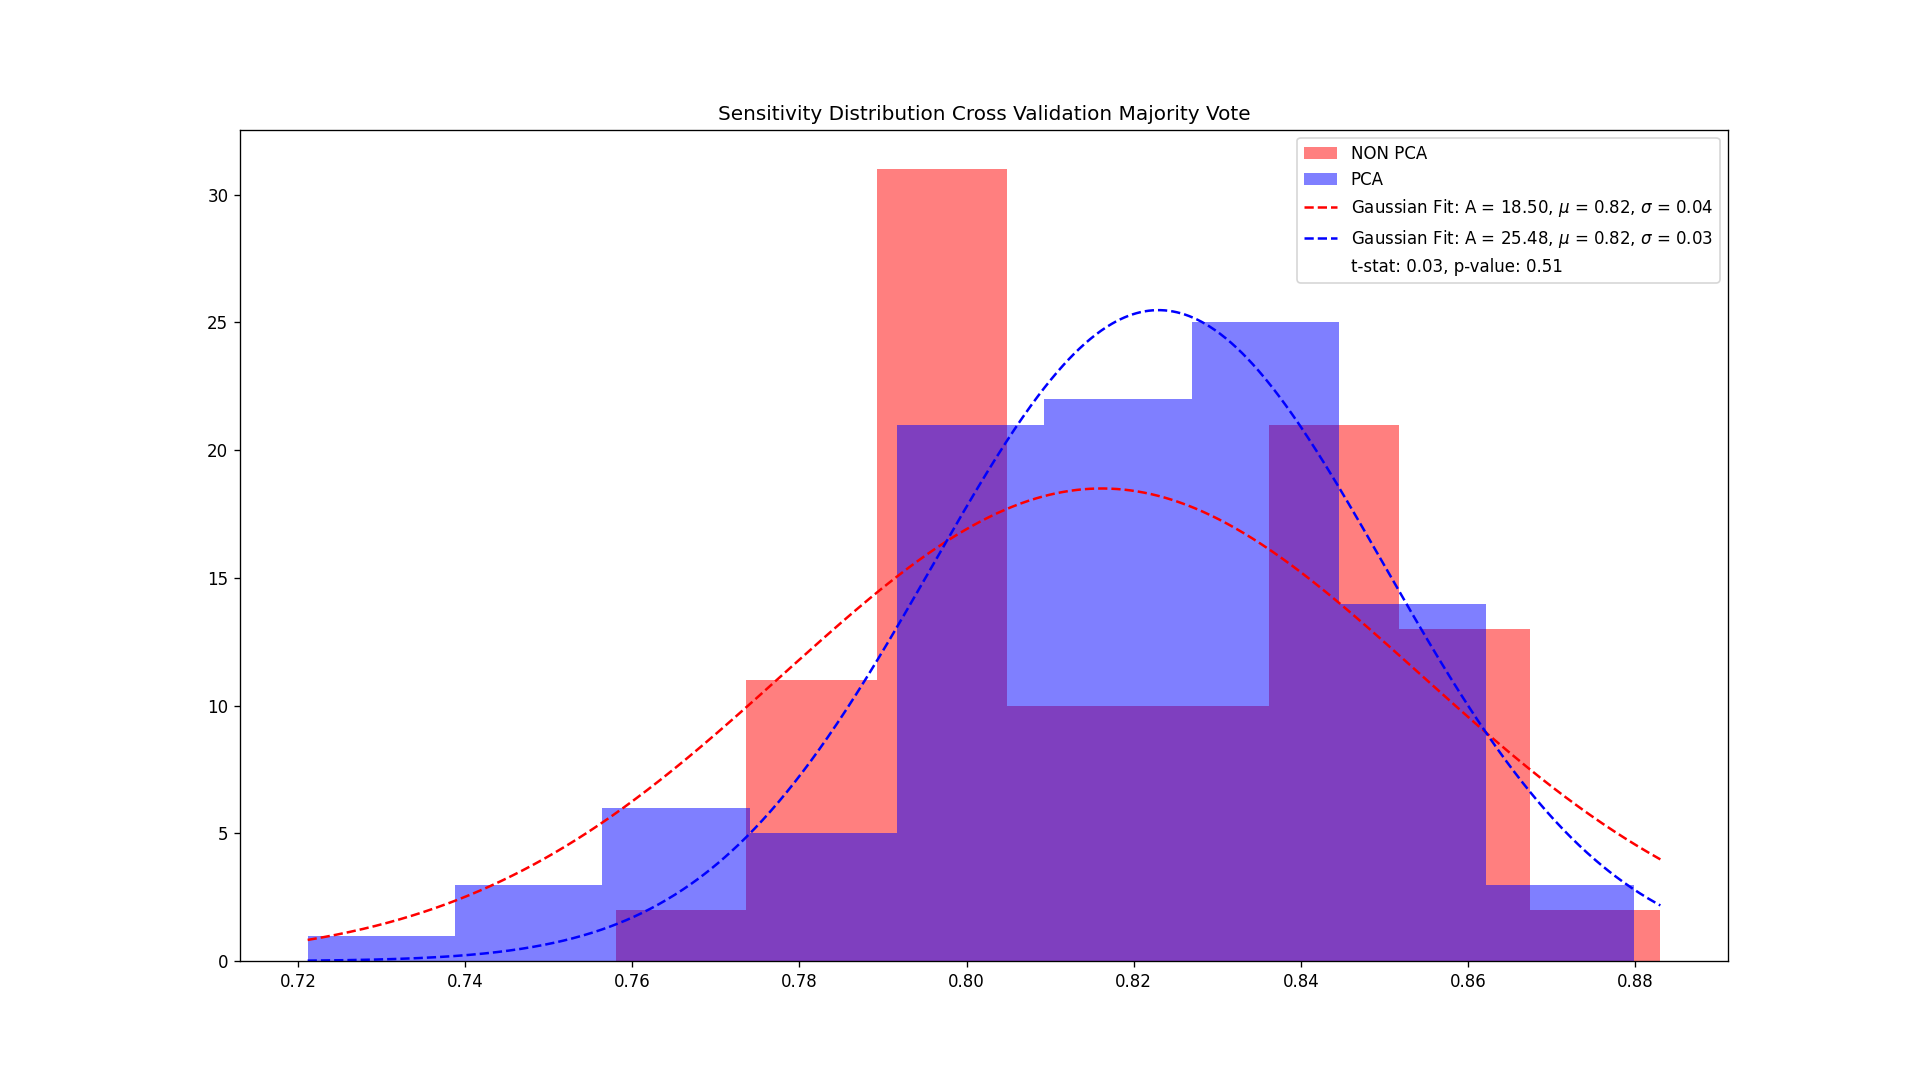 Sensitivity Distribution Cross Validation Majority Vote
NON PCA
PCA
Gaussian Fit: A = 18.50, μ = 0.82, σ = 0.04
Gaussian Fit: A = 25.48, μ = 0.82, σ = 0.03
t-stat: 0.03, p-value: 0.51
30
25
20
15
10
5
0
0.72 0.74 0.76 0.78 0.80 0.82 0.84 0.86 0.88